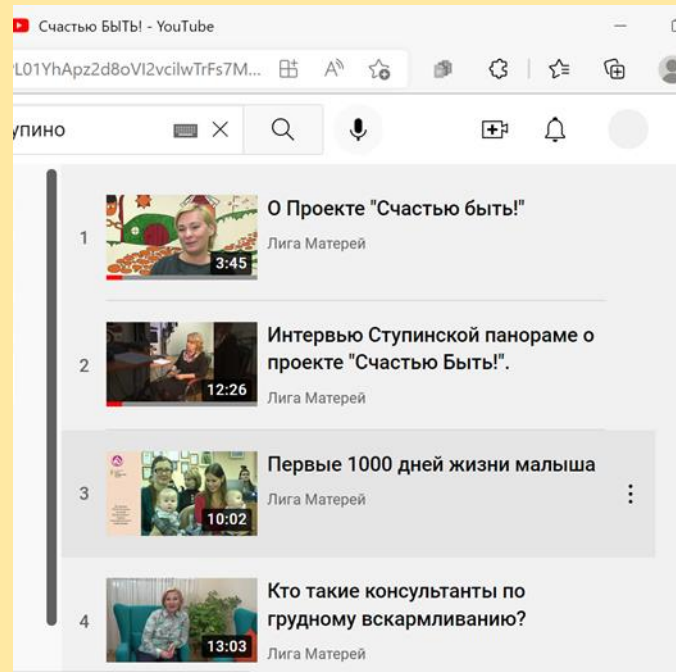 Счастью БЫТЬ! - YouTube
L01YhApz2d8oVI2vcilwTrFs7M...
упино
1
3:45
О Проекте "Счастью быть!"
Лига Матерей
2
12:26
Интервью Ступинской панораме о
проекте "Счастью Быть!".
Лига Матерей
3
10:02
Первые 1000 дней жизни малыша
Лига Матерей
4
13:03
Кто такие консультанты по
грудному вскармливанию?
Лига Матерей